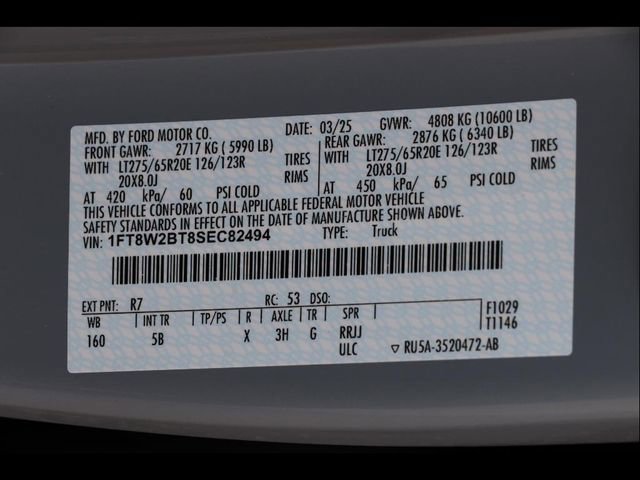 MFD. BY FORD MOTOR CO. DATE: 03/25 GVWR: 4808 KG (10600 LB)
FRONT GAWR: 2717 KG ( 5990 LB) REAR GAWR: 2876 KG ( 6340 LB)
WITH LT275/65R20E 126/123R TIRES WITH LT275/65R20E 126/123R TIRES
20X8.0J RIMS 20X8.0J RIMS
AT 420 kPa/ 60 PSI COLD AT 450 kPa/ 65 PSI COLD
THIS VEHICLE CONFORMS TO ALL APPLICABLE FEDERAL MOTOR VEHICLE
SAFETY STANDARDS IN EFFECT ON THE DATE OF MANUFACTURE SHOWN ABOVE.
VIN: 1FT8W2BT8SEC82494 TYPE: Truck
EXT PNT: R7 RC: 53 DSO:
WB INT TR TP/PS R AXLE TR SPR F1029
160 5B X 3H G RRJJ T1146
ULC ▽ RU5A-3520472-AB